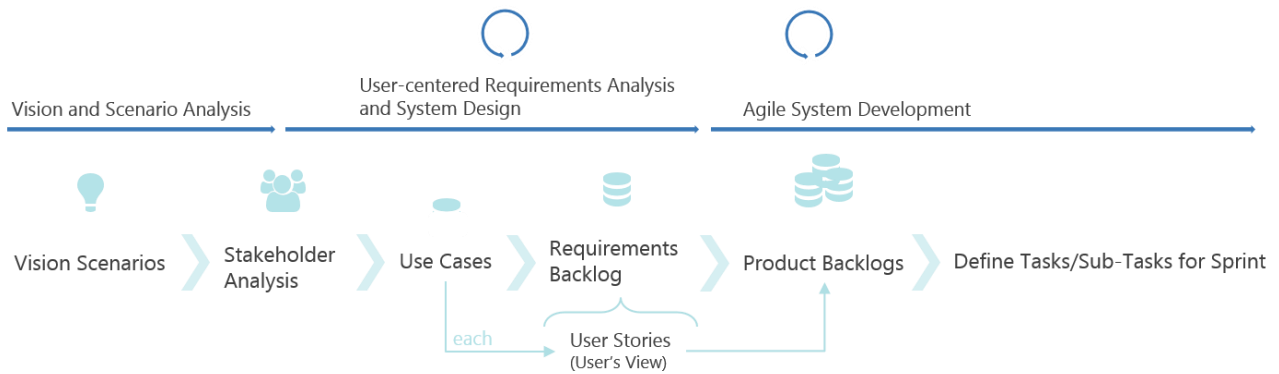 User-centered Requirements Analysis
and System Design
Vision and Scenario Analysis
Agile System Development
Vision Scenarios
Stakeholder
Analysis
Use Cases
Requirements
Backlog
Product Backlogs
Define Tasks/Sub-Tasks for Sprint
each
User Stories
(User's View)